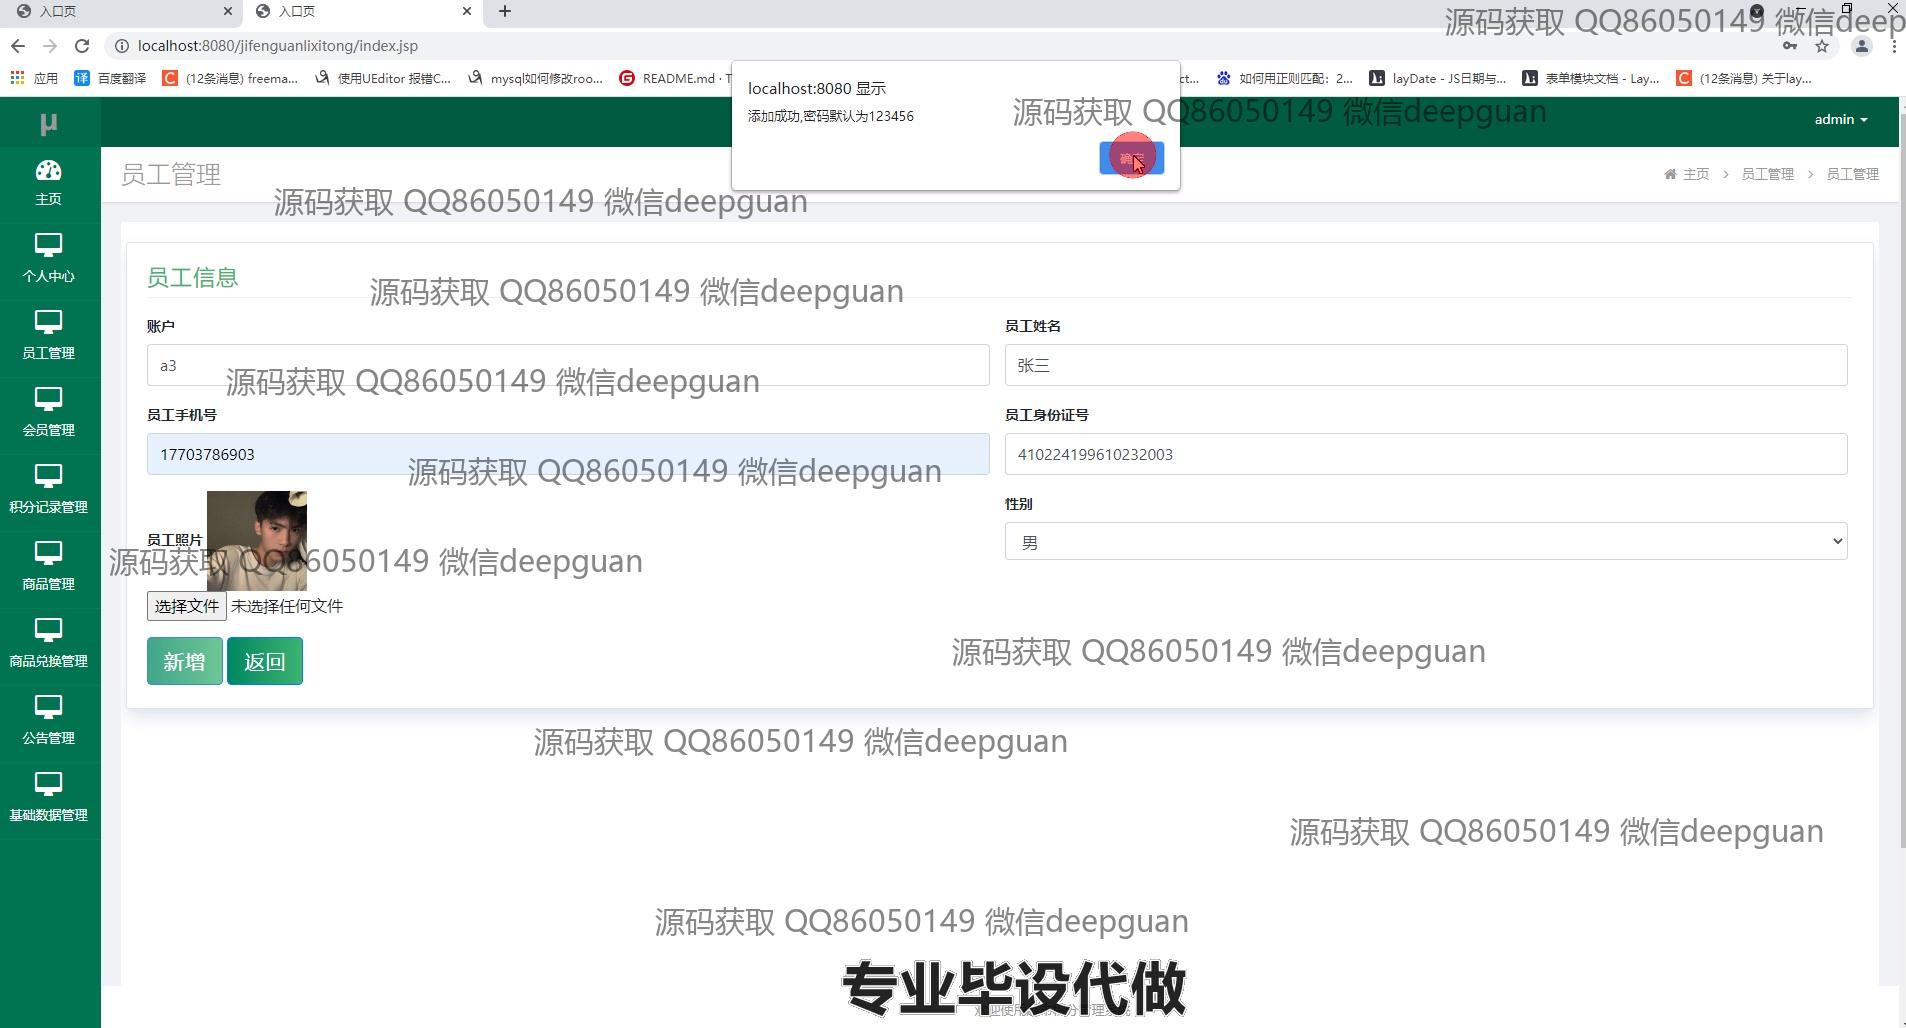 入口页
入口页
localhost:8080/jifenguanlixitong/index.jsp
源码获取 QQ86050149 微信deep
应用
百度翻译
(12条消息) freema...
使用UEditor 报错C...
mysql如何修改roo...
README.md · T
ct...
如何用正则匹配：2...
layDate - JS日期与...
表单模块文档 - Lay...
(12条消息) 关于lay...
localhost:8080 显示
添加成功,密码默认为123456
确定
源码获取 QQ86050149 微信deepguan
μ
admin
员工管理
主页 > 员工管理 > 员工管理
源码获取 QQ86050149 微信deepguan
主页
个人中心
员工管理
会员管理
积分记录管理
商品管理
商品兑换管理
公告管理
基础数据管理
员工信息
源码获取 QQ86050149 微信deepguan
账户
员工姓名
a3
张三
源码获取 QQ86050149 微信deepguan
员工手机号
员工身份证号
17703786903
410224199610232003
源码获取 QQ86050149 微信deepguan
员工照片
性别
男
源码获取 QQ86050149 微信deepguan
选择文件 未选择任何文件
新增
返回
源码获取 QQ86050149 微信deepguan
源码获取 QQ86050149 微信deepguan
源码获取 QQ86050149 微信deepguan
源码获取 QQ86050149 微信deepguan
专业毕设代做